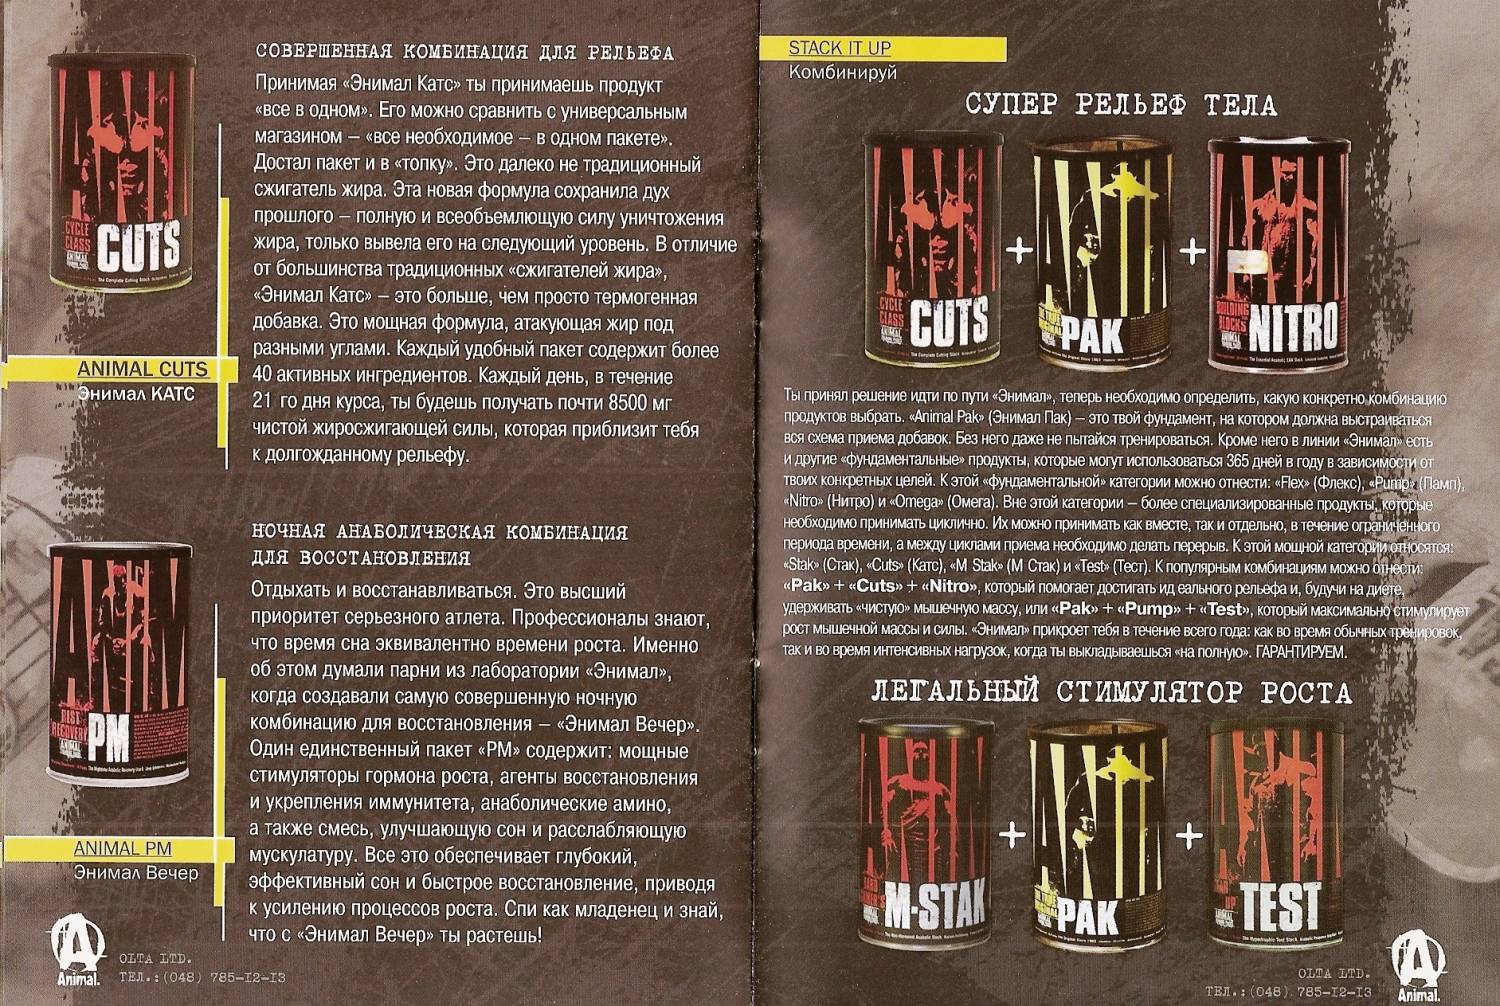 СОВЕРШЕННАЯ КОМБИНАЦИЯ ДЛЯ РЕЛЬЕФА
Принимая «Энимал Катс» ты принимаешь продукт
«все в одном». Его можно сравнить с универсальным
магазином – «все необходимое – в одном пакете».
Достал пакет и в «топку». Это далеко не традиционный
сжигатель жира. Эта новая формула сохранила дух
прошлого – полную и всеобъемлющую силу уничтожения
жира, только вывела его на следующий уровень. В отличие
от большинства традиционных «сжигателей жира»,
«Энимал Катс» – это больше, чем просто термогенная
добавка. Это мощная формула, атакующая жир под
разными углами. Каждый удобный пакет содержит более
40 активных ингредиентов. Каждый день, в течение
21 го дня курса, ты будешь получать почти 8500 мг
чистой жиросжигающей силы, которая приблизит тебя
к долгожданному рельефу.
CYCLE
CLASS
ANIMAL
CUTS
ANIMAL CUTS
Энимал КАТС
НОЧНАЯ АНАБОЛИЧЕСКАЯ КОМБИНАЦИЯ
ДЛЯ ВОССТАНОВЛЕНИЯ
Отдыхать и восстанавливаться. Это высший
приоритет серьезного атлета. Профессионалы знают,
что время сна эквивалентно времени роста. Именно
об этом думали парни из лаборатории «Энимал»,
когда создавали самую совершенную ночную
комбинацию для восстановления – «Энимал Вечер».
Один единственный пакет «РМ» содержит: мощные
стимуляторы гормона роста, агенты восстановления
и укрепления иммунитета, анаболические амино,
а также смесь, улучшающую сон и расслабляющую
мускулатуру. Все это обеспечивает глубокий,
эффективный сон и быстрое восстановление, приводя
к усилению процессов роста. Спи как младенец и знай,
что с «Энимал Вечер» ты растешь!
REST
RECOVERY
ANIMAL
PM
ANIMAL PM
Энимал Вечер
Animal.
OLTA LTD.
ТЕЛ.:(048) 785-12-13
STACK IT UP
Комбинируй
СУПЕР РЕЛЬЕФ ТЕЛА
CYCLE
CLASS
ANIMAL
CUTS
+
PAK
+
BUILDING
BLOCKS
ANIMAL
NITRO
Ты принял решение идти по пути «Энимал», теперь необходимо определить, какую конкретно комбинацию
продуктов выбрать. «Animal Pak» (Энимал Пак) – это твой фундамент, на котором должна выстраиваться
вся схема приема добавок. Без него даже не пытайся тренироваться. Кроме него в линии «Энимал» есть
и другие «фундаментальные» продукты, которые могут использоваться 365 дней в году в зависимости от
твоих конкретных целей. К этой «фундаментальной» категории можно отнести: «Flex» (Флекс), «Pump» (Памп),
«Nitro» (Нитро) и «Omega» (Омега). Вне этой категории – более специализированные продукты, которые
необходимо принимать циклично. Их можно принимать как вместе, так и отдельно, в течение ограниченного
периода времени, а между циклами приема необходимо делать перерыв. К этой мощной категории относятся:
«Stak» (Стак), «Cuts» (Катс), «M Stak» (М Стак) и «Test» (Тест). К популярным комбинациям можно отнести:
«Pak» + «Cuts» + «Nitro», который помогает достигать ид еального рельефа и, будучи на диете,
удерживать «чистую» мышечную массу, или «Pak» + «Pump» + «Test», который максимально стимулирует
рост мышечной массы и силы. «Энимал» прикроет тебя в течение всего года: как во время обычных тренировок,
так и во время интенсивных нагрузок, когда ты выкладываешься «на полную». ГАРАНТИРУЕМ.
ЛЕГАЛЬНЫЙ СТИМУЛЯТОР РОСТА
M-STAK
+
PAK
+
TEST
OLTA LTD.
ТЕЛ.:(048) 785-12-13
Animal.